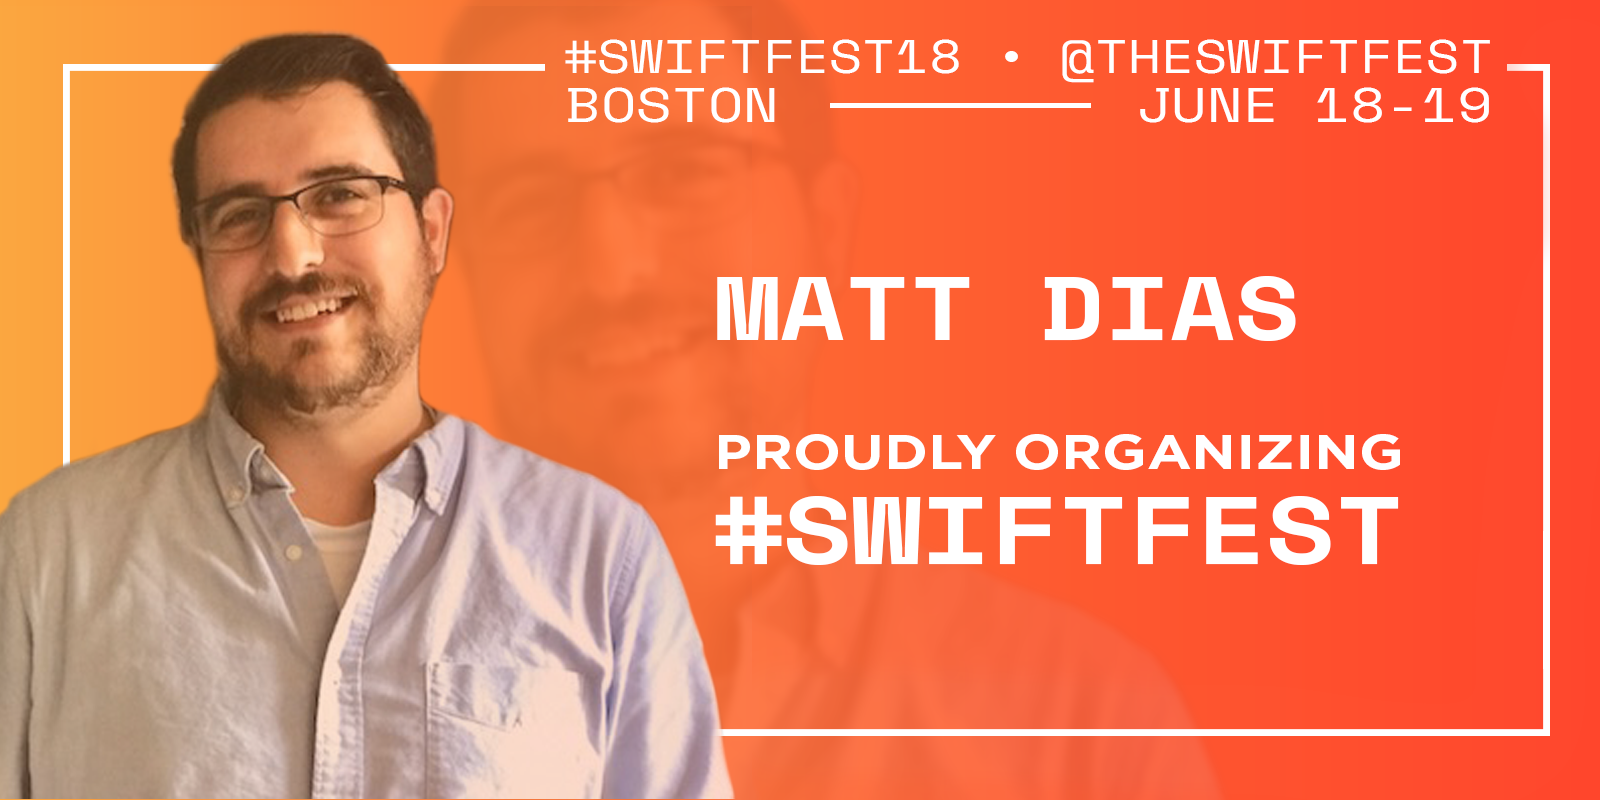 #SWIFTFEST18 • @THESWIFTFEST
BOSTON JUNE 18-19
MATT DIAS
PROUDLY ORGANIZING
#SWIFTFEST